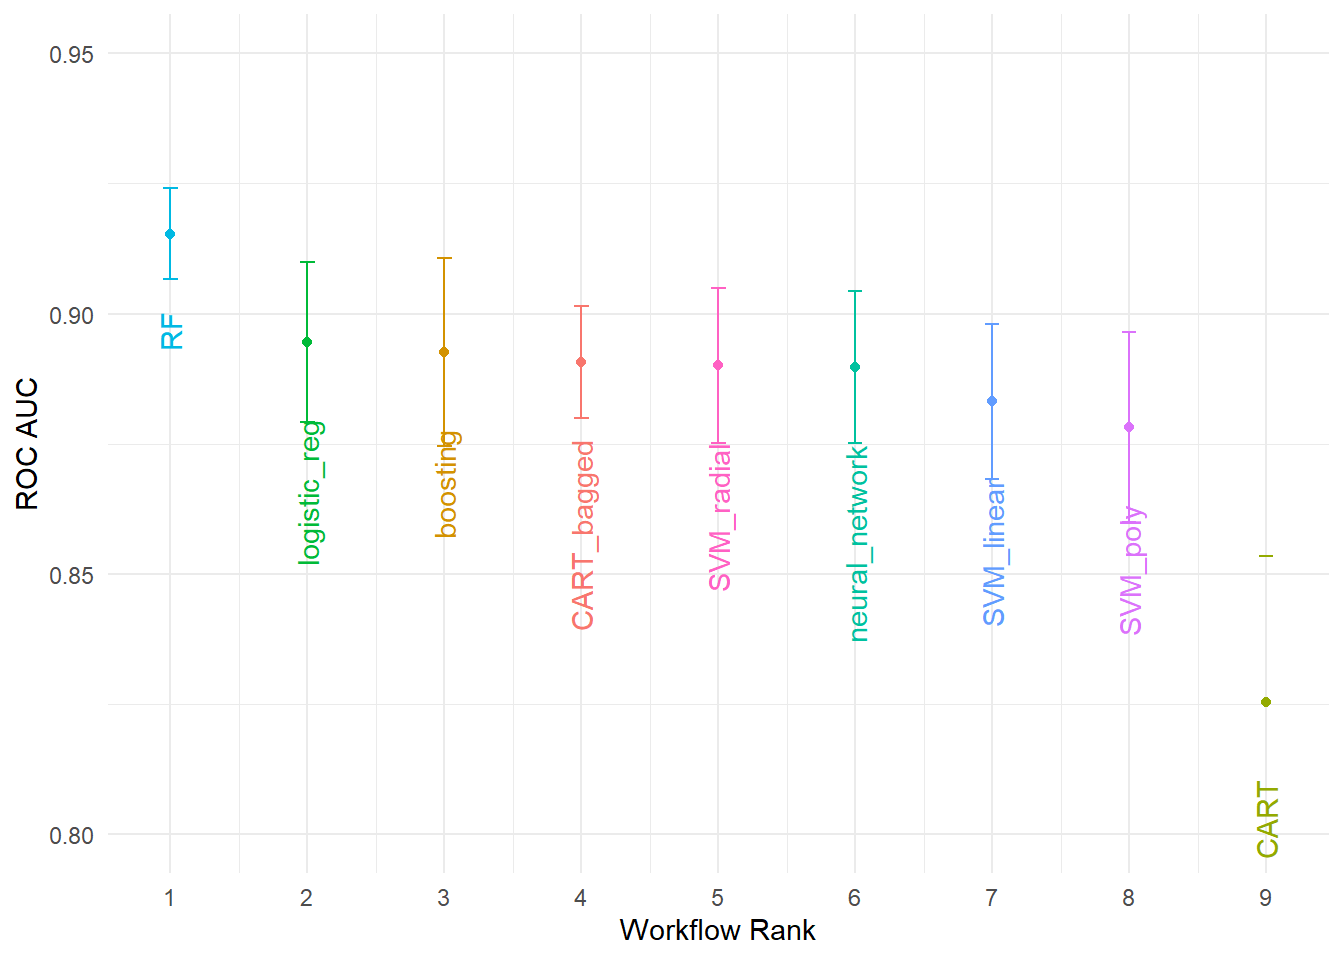 0.95
0.90
0.85
0.80
ROC AUC
RF
logistic_reg
boosting
CART_bagged
SVM_radial
neural_network
SVM_linear
SVM_poly
CART
1 2 3 4 5 6 7 8 9
Workflow Rank